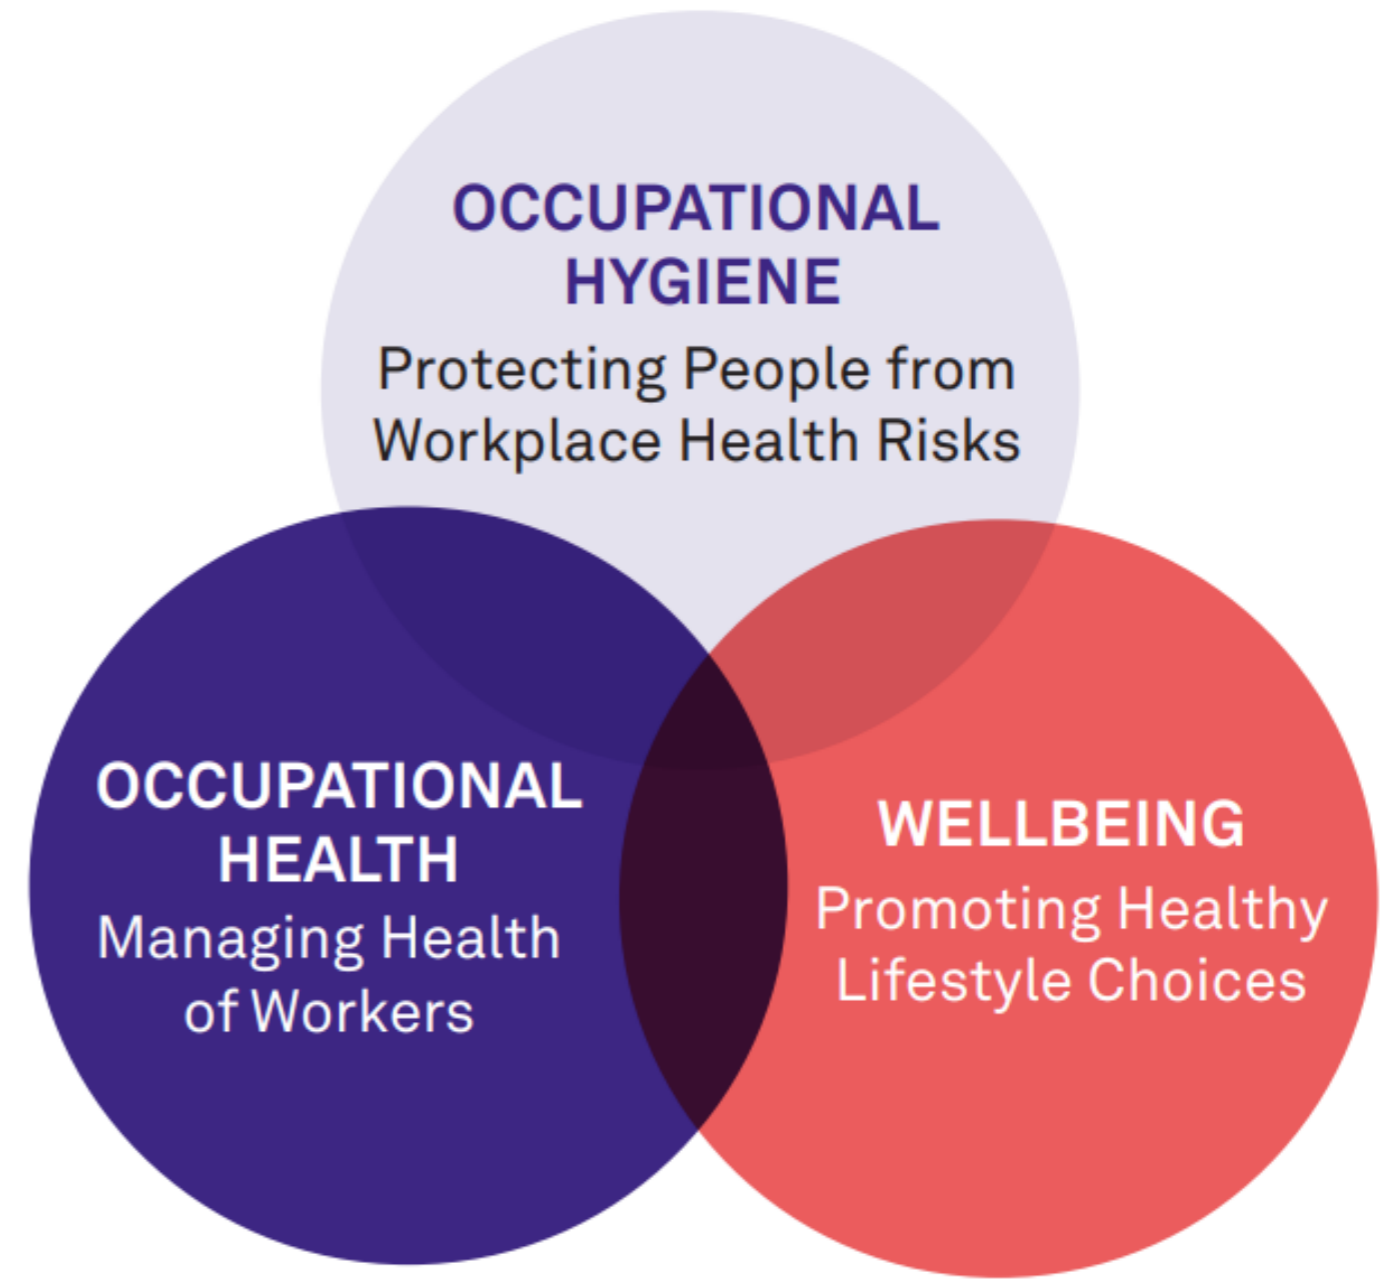 OCCUPATIONAL
HYGIENE
Protecting People from
Workplace Health Risks
OCCUPATIONAL
HEALTH
Managing Health
of Workers
WELLBEING
Promoting Healthy
Lifestyle Choices